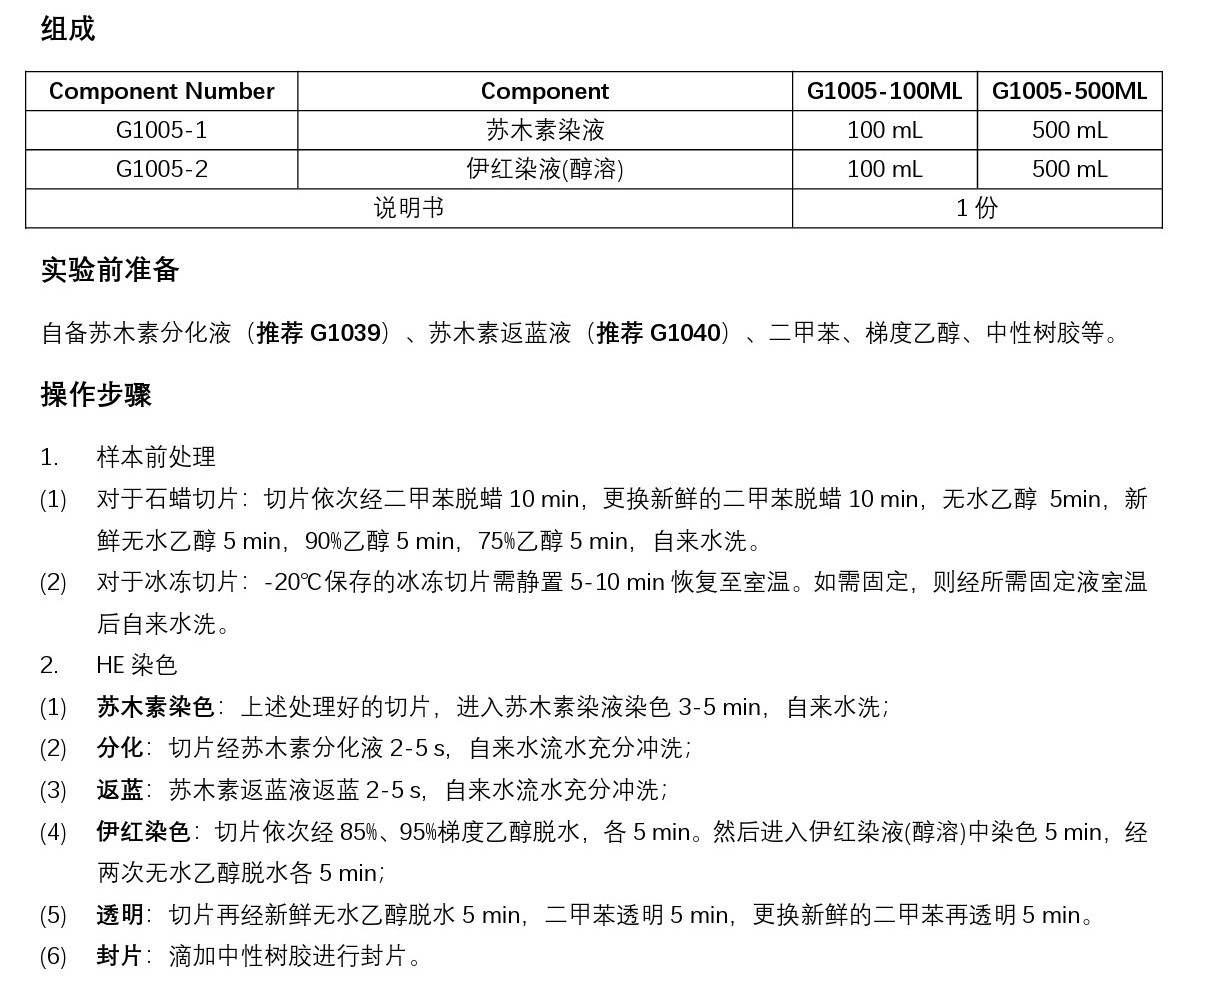 组成
Component Number Component G1005-100ML G1005-500ML
G1005-1 苏木素染液 100 mL 500 mL
G1005-2 伊红染液(醇溶) 100 mL 500 mL
说明书 1 份
实验前准备
自备苏木素分化液（推荐 G1039）、苏木素返蓝液（推荐 G1040）、二甲苯、梯度乙醇、中性树胶等。
操作步骤
1. 样本前处理
(1) 对于石蜡切片：切片依次经二甲苯脱蜡 10 min，更换新鲜的二甲苯脱蜡 10 min，无水乙醇 5min，新
鲜无水乙醇 5 min，90%乙醇 5 min，75%乙醇 5 min，自来水洗。
(2) 对于冰冻切片：-20℃保存的冰冻切片需静置 5-10 min 恢复至室温。如需固定，则经所需固定液室温
后自来水洗。
2. HE 染色
(1) 苏木素染色：上述处理好的切片，进入苏木素染液染色 3-5 min，自来水洗；
(2) 分化：切片经苏木素分化液 2-5 s，自来水流水充分冲洗；
(3) 返蓝：苏木素返蓝液返蓝 2-5 s，自来水流水充分冲洗；
(4) 伊红染色：切片依次经 85%、95%梯度乙醇脱水，各 5 min。然后进入伊红染液(醇溶)中染色 5 min，经
两次无水乙醇脱水各 5 min；
(5) 透明：切片再经新鲜无水乙醇脱水 5 min，二甲苯透明 5 min，更换新鲜的二甲苯再透明 5 min。
(6) 封片：滴加中性树胶进行封片。